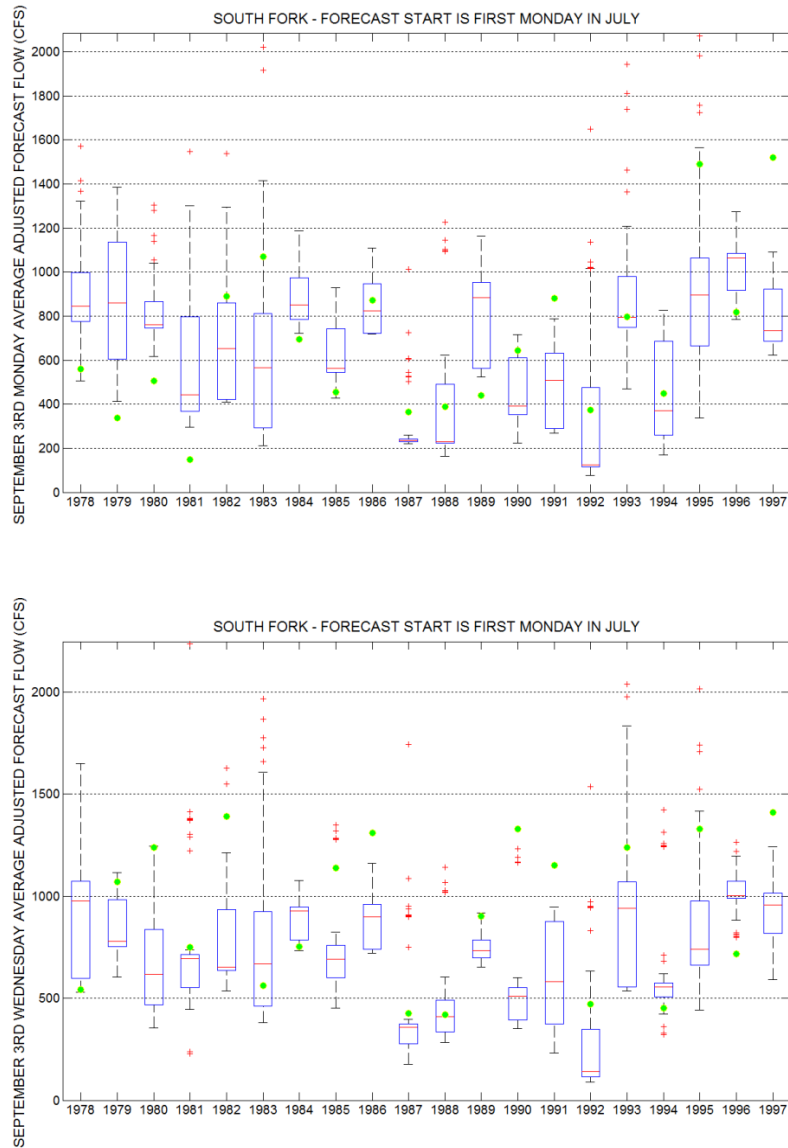 SOUTH FORK - FORECAST START IS FIRST MONDAY IN JULY
SEPTEMBER 3RD MONDAY AVERAGE ADJUSTED FORECAST FLOW (CFS)
2000
1800
1600
1400
1200
1000
800
600
400
200
0
1978 1979 1980 1981 1982 1983 1984 1985 1986 1987 1988 1989 1990 1991 1992 1993 1994 1995 1996 1997
SOUTH FORK - FORECAST START IS FIRST MONDAY IN JULY
SEPTEMBER 3RD WEDNESDAY AVERAGE ADJUSTED FORECAST FLOW (CFS)
2000
1500
1000
500
0
1978 1979 1980 1981 1982 1983 1984 1985 1986 1987 1988 1989 1990 1991 1992 1993 1994 1995 1996 1997